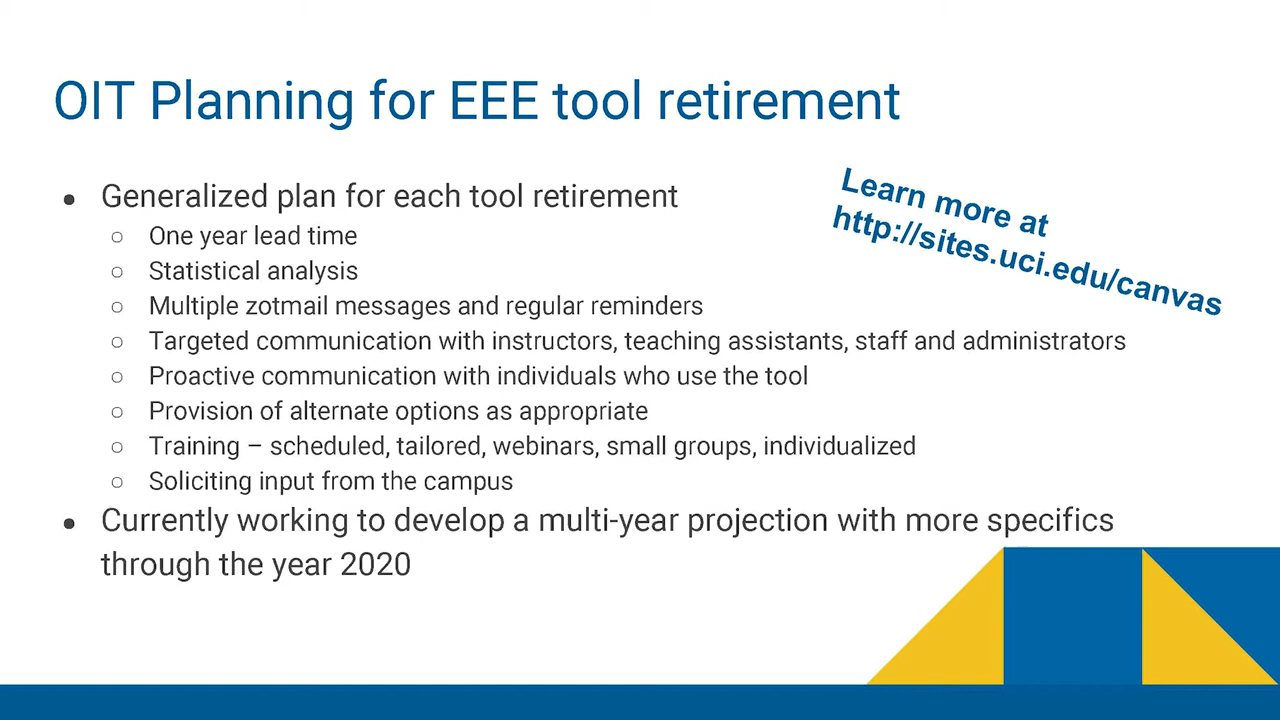 OIT Planning for EEE tool retirement
● Generalized plan for each tool retirement
○ One year lead time
○ Statistical analysis
○ Multiple zotmail messages and regular reminders
○ Targeted communication with instructors, teaching assistants, staff and administrators
○ Proactive communication with individuals who use the tool
○ Provision of alternate options as appropriate
○ Training – scheduled, tailored, webinars, small groups, individualized
○ Soliciting input from the campus
● Currently working to develop a multi-year projection with more specifics
through the year 2020
Learn more at
http://sites.uci.edu/canvas